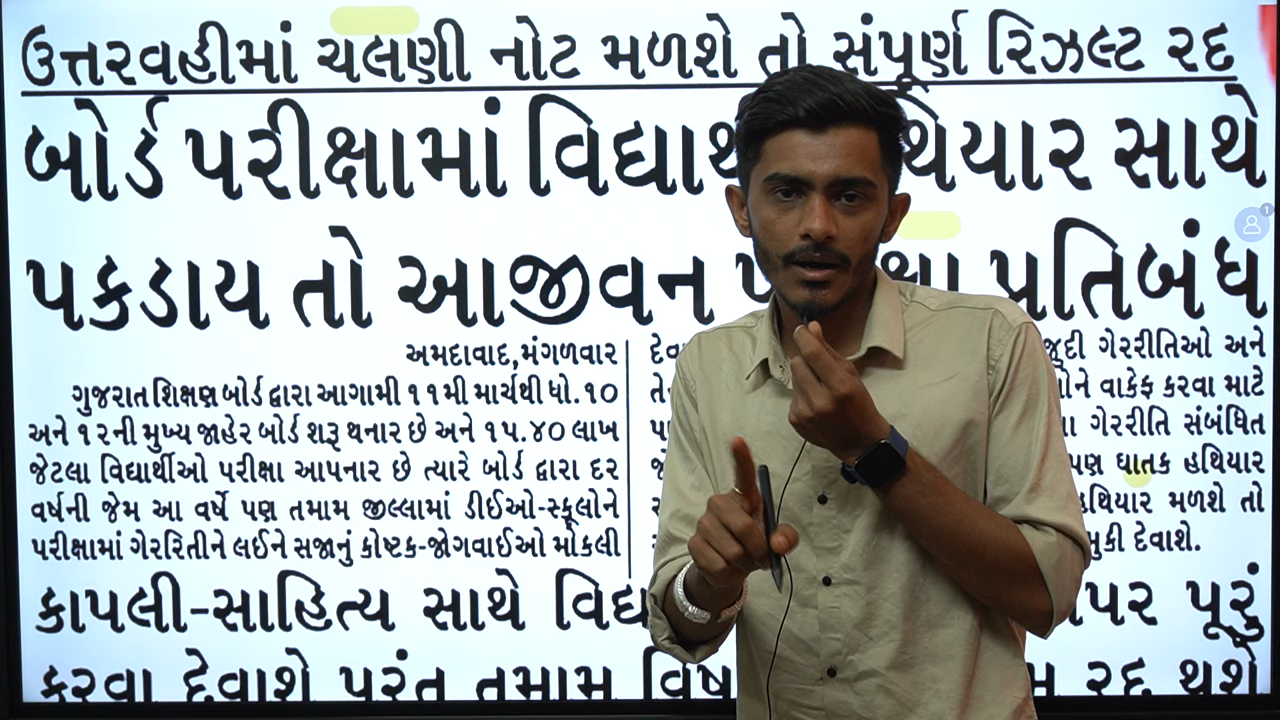 ઉત્તરવહીમાં ચલણી નોટ મળશે તો સંપૂર્ણ રિઝલ્ટ રદ
બોર્ડ પરીક્ષામાં સાથે
પકડાય તો આજીવન પ્રતિબંધ
અમદાવાદ,મંગળવાર
ગુજરાત શિક્ષણ બોર્ડ દ્વારા આગામી ૧૧મી માર્ચથી ધો. ૧૦
અને ૧૨ની મુખ્ય જાહેર બોર્ડ શરૂ થનાર છે અને ૧૫.૪૦ લાખ
જેટલા વિદ્યાર્થીઓ પરીક્ષા આપનાર છે ત્યારે બોર્ડ દ્વારા દર
વર્ષની જેમ આ વર્ષે પણ તમામ જીલ્લામાં ડીઈઓ-સ્કૂલોને
પરીક્ષામાં ગેરરિતીને લઈને સજાનું કોષ્ટક-જોગવાઈઓ મોકલી
ગેરરીતિઓ અને
વાકેફ કરવા માટે
ગેરરીતિ સંબંધિત
પણ ઘાતક હથિયાર
હથિયાર મળશે તો
દેવાશે.
કાપલી-સાહિત્ય સાથે પૂરું
કરવા દેવાશે પરંતુ તમામ રદ થશે
1